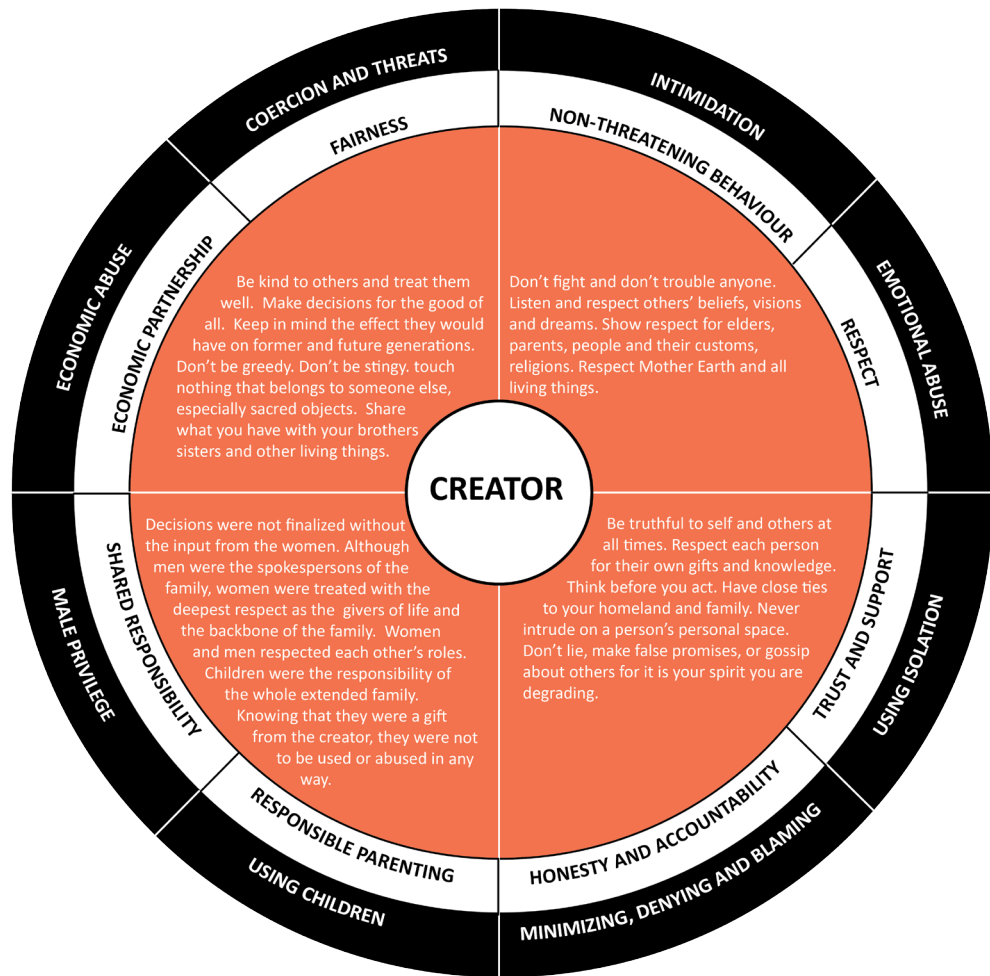 COERCION AND THREATS
INTIMIDATION
EMOTIONAL ABUSE
USING ISOLATION
MINIMIZING, DENYING AND BLAMING
USING CHILDREN
MALE PRIVILEGE
ECONOMIC ABUSE
FAIRNESS
NON-THREATENING BEHAVIOUR
RESPECT
TRUST AND SUPPORT
HONESTY AND ACCOUNTABILITY
RESPONSIBLE PARENTING
SHARED RESPONSIBILITY
ECONOMIC PARTNERSHIP
Be kind to others and treat them
well. Make decisions for the good of
all. Keep in mind the effect they would
have on former and future generations.
Don't be greedy. Don't be stingy. touch
nothing that belongs to someone else,
especially sacred objects. Share
what you have with your brothers
sisters and other living things.
Don't fight and don't trouble anyone.
Listen and respect others' beliefs, visions
and dreams. Show respect for elders,
parents, people and their customs,
religions. Respect Mother Earth and all
living things.
CREATOR
Decisions were not finalized without
the input from the women. Although
men were the spokespersons of the
family, women were treated with the
deepest respect as the givers of life and
the backbone of the family. Women
and men respected each other's roles.
Children were the responsibility of
the whole extended family.
Knowing that they were a gift
from the creator, they were not
to be used or abused in any
way.
Be truthful to self and others at
all times. Respect each person
for their own gifts and knowledge.
Think before you act. Have close ties
to your homeland and family. Never
intrude on a person's personal space.
Don't lie, make false promises, or gossip
about others for it is your spirit you are
degrading.